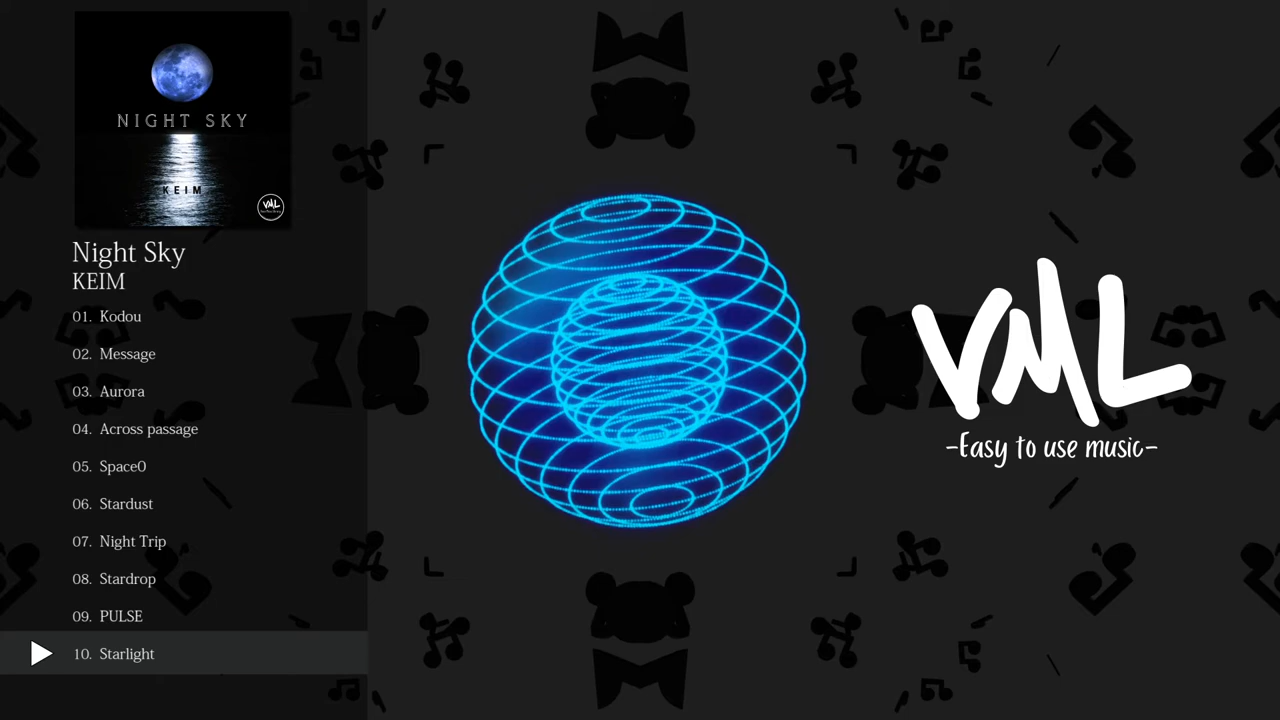 NIGHT SKY
KEIM
VML
Night Sky
KEIM
01. Kodou
02. Message
03. Aurora
04. Across passage
05. Space0
06. Stardust
07. Night Trip
08. Stardrop
09. PULSE
10. Starlight
VML
-Easy to use music-